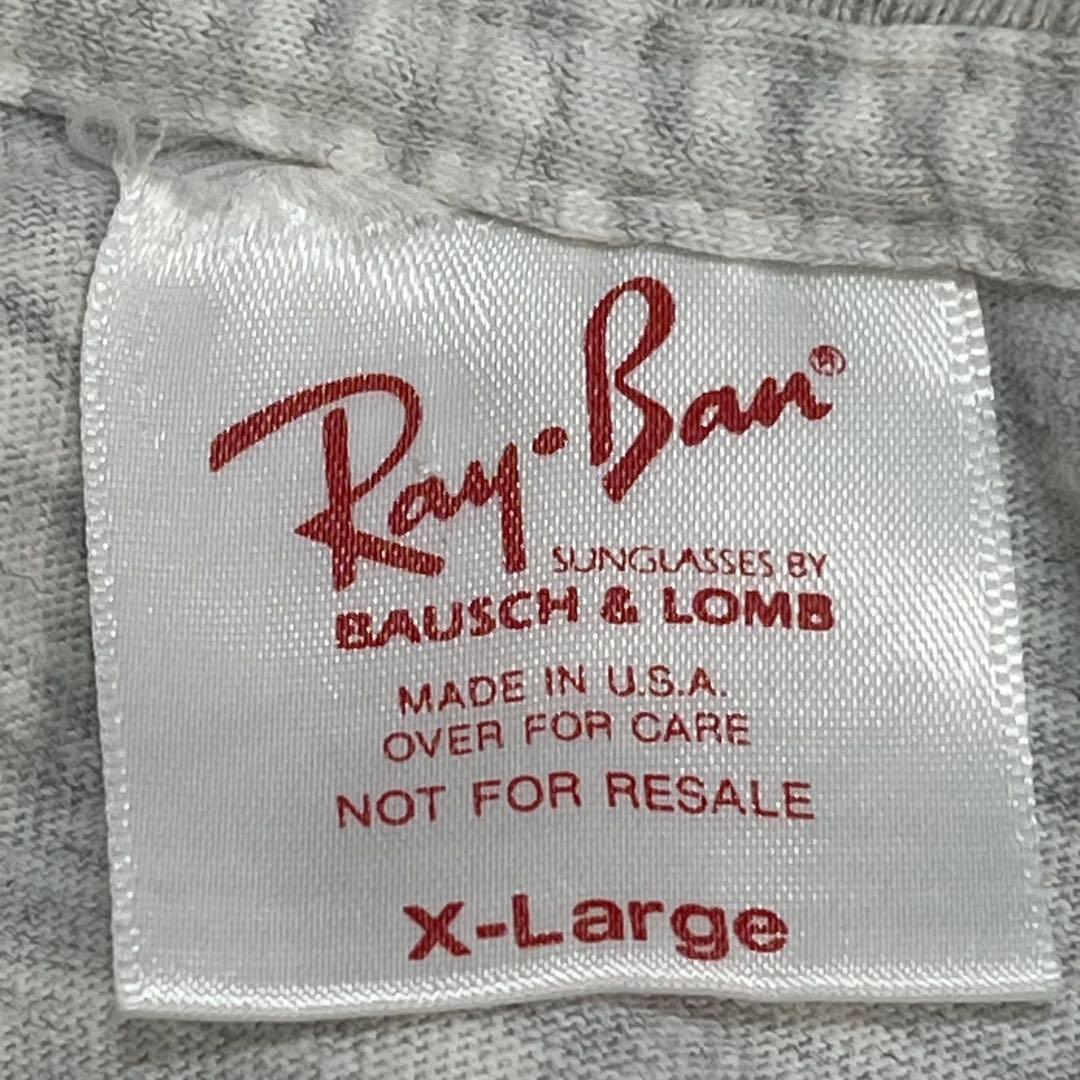 Ray·Ban®
SUNGLASSES BY
BAUSCH & LOMB
MADE IN U.S.A.
OVER FOR CARE
NOT FOR RESALE
X-Large